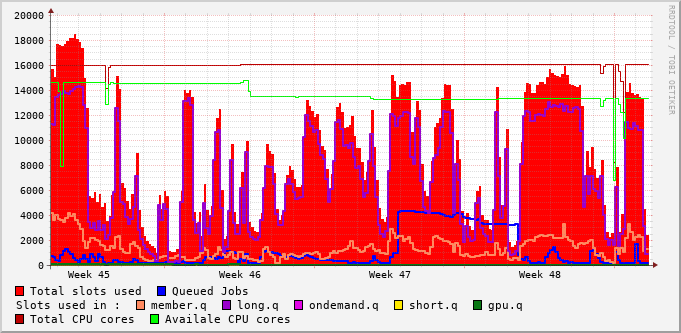 20000
18000
16000
14000
12000
10000
8000
6000
4000
2000
0
Week 45 Week 46 Week 47 Week 48
Total slots used Queued Jobs
Slots used in : member.q long.q ondemand.q short.q gpu.q
Total CPU cores Availale CPU cores
RRDTOOL / TOBI OETIKER